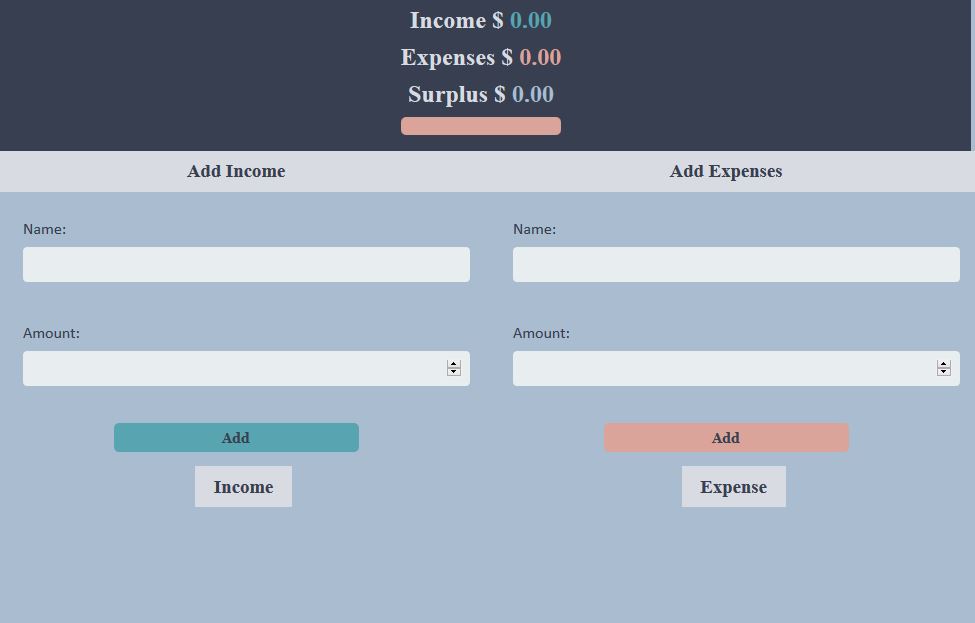 Income $ 0.00
Expenses $ 0.00
Surplus $ 0.00
Add Income
Add Expenses
Name:
Name:
Amount:
Amount:
Add
Add
Income
Expense